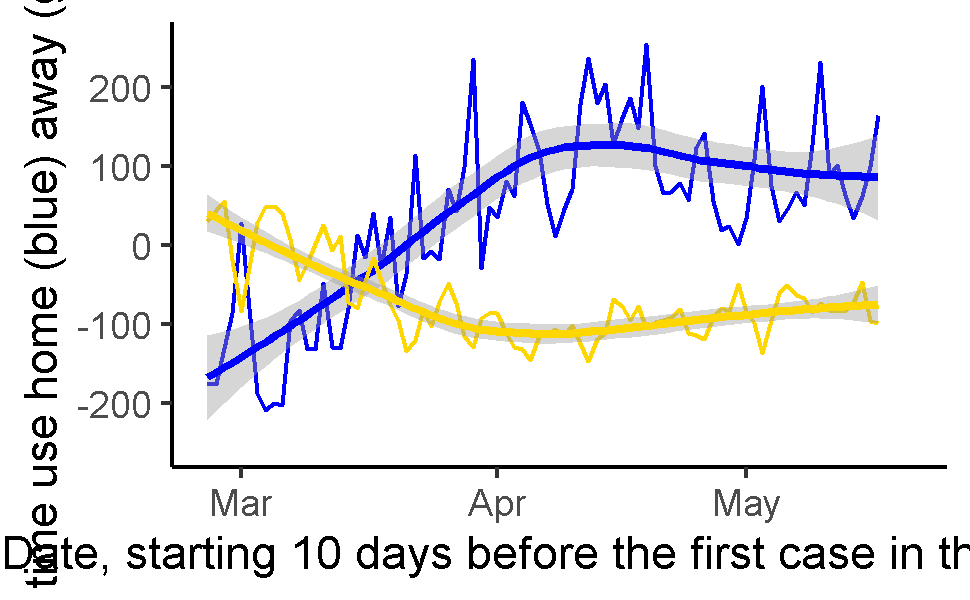 time use home (blue) away (
200
100
0
-100
-200
Mar Apr May
Date, starting 10 days before the first case in th